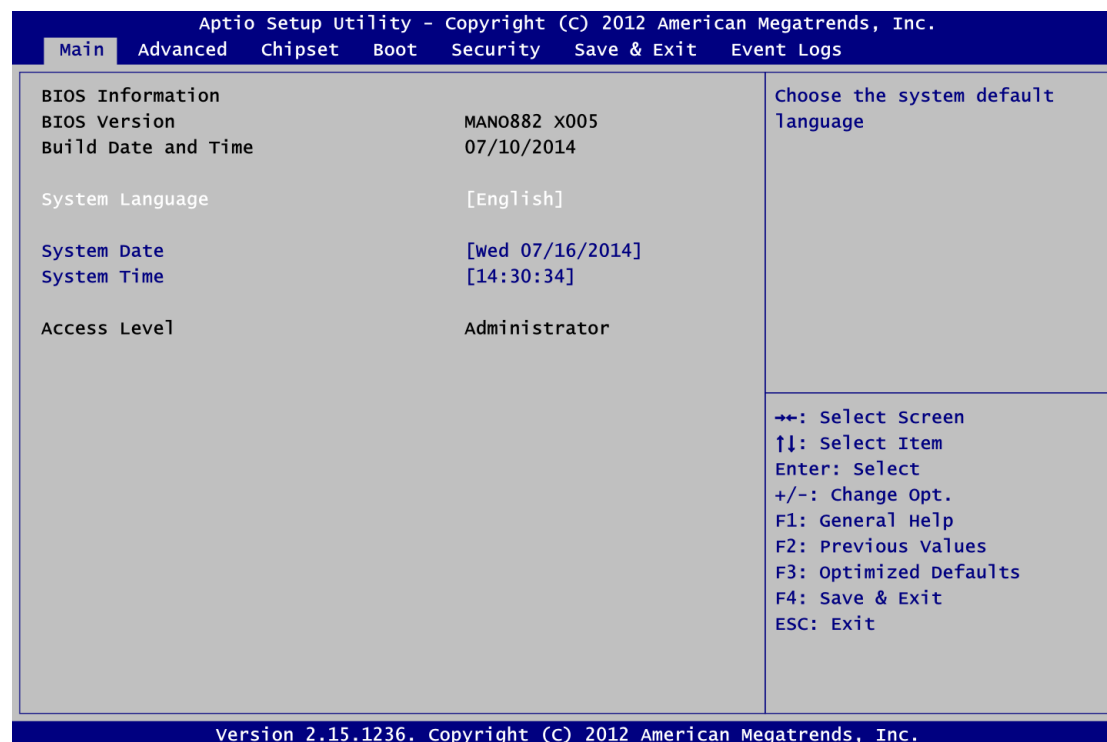 Aptio Setup Utility - Copyright (C) 2012 American Megatrends, Inc.
Main Advanced Chipset Boot Security Save & Exit Event Logs
BIOS Information
BIOS Version MANO882 X005
Build Date and Time 07/10/2014
System Language [English]
System Date [Wed 07/16/2014]
System Time [14:30:34]
Access Level Administrator
Choose the system default
language
→←: Select Screen
↑↓: Select Item
Enter: Select
+/-: Change Opt.
F1: General Help
F2: Previous Values
F3: Optimized Defaults
F4: Save & Exit
ESC: Exit
Version 2.15.1236. Copyright (C) 2012 American Megatrends, Inc.